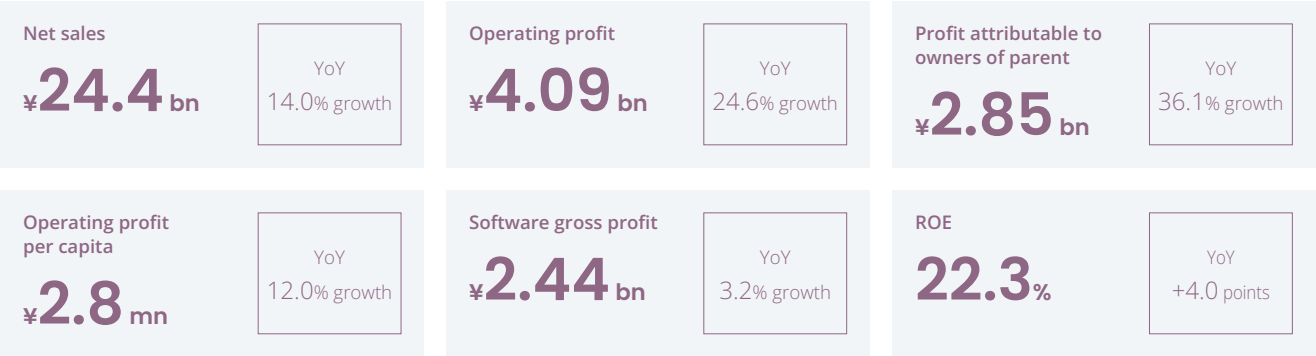 Net sales
¥24.4 bn
YoY
14.0% growth
Operating profit
¥4.09 bn
YoY
24.6% growth
Profit attributable to
owners of parent
¥2.85 bn
YoY
36.1% growth
Operating profit
per capita
¥2.8 mn
YoY
12.0% growth
Software gross profit
¥2.44 bn
YoY
3.2% growth
ROE
22.3%
YoY
+4.0 points